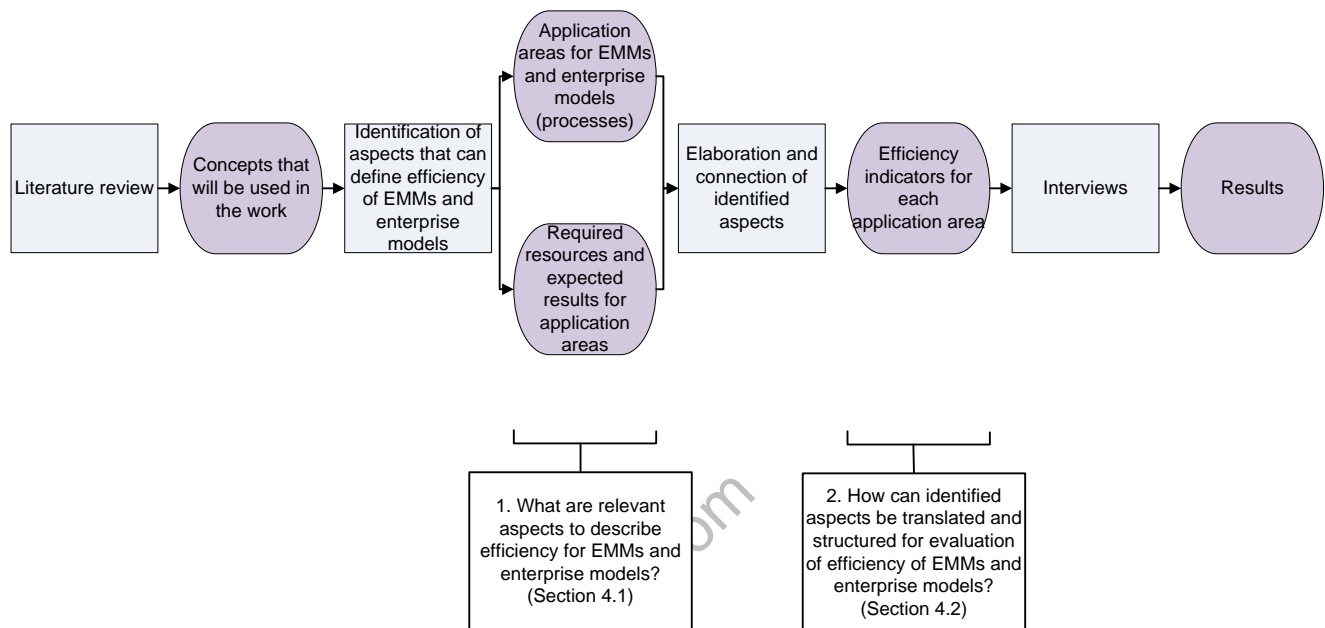 Literature review
Concepts that
will be used in
the work
Identification of
aspects that can
define efficiency
of EMMs and
enterprise
models
Application
areas for EMMs
and enterprise
models
(processes)
Required
resources and
expected
results for
application
areas
Elaboration and
connection of
identified
aspects
Efficiency
indicators for
each
application area
Interviews
Results
1. What are relevant
aspects to describe
efficiency for EMMs and
enterprise models?
(Section 4.1)
2. How can identified
aspects be translated and
structured for evaluation
of efficiency of EMMs and
enterprise models?
(Section 4.2)